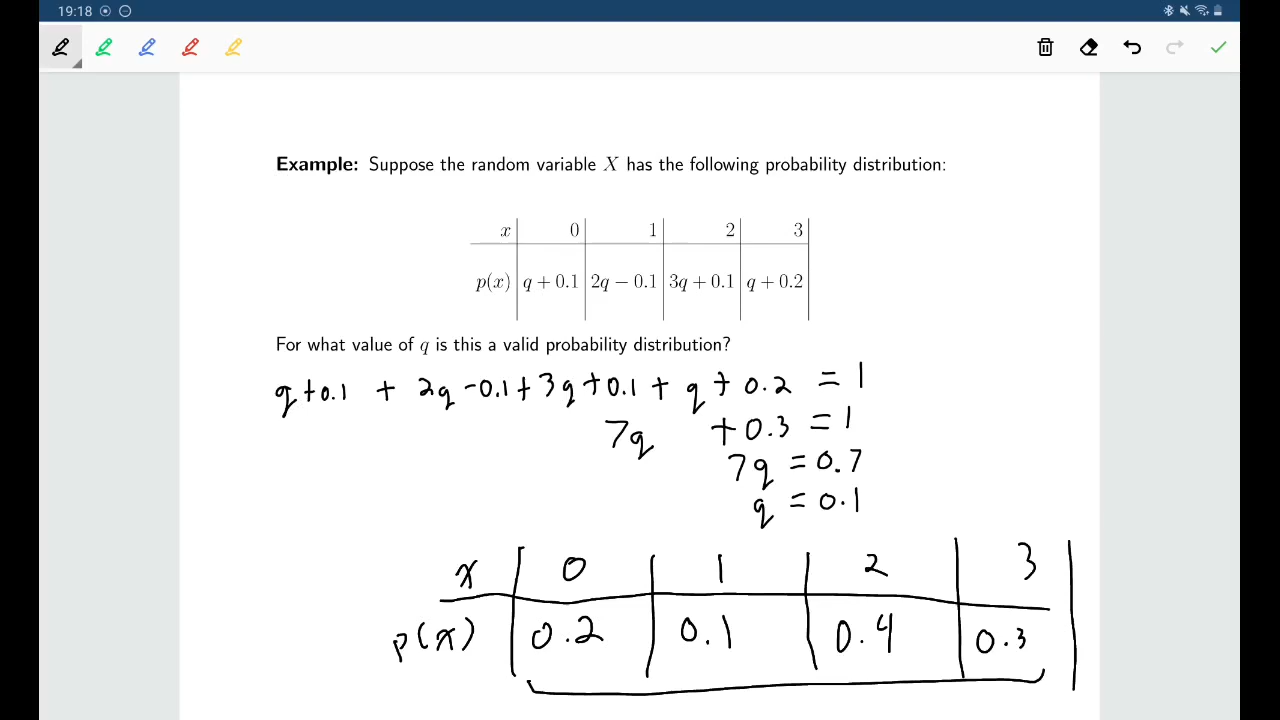 19:18
Example: Suppose the random variable X has the following probability distribution:
x 0 1 2 3
p(x) q + 0.1 2q − 0.1 3q + 0.1 q + 0.2
For what value of q is this a valid probability distribution?
q + 0.1 + 2q - 0.1 + 3q + 0.1 + q + 0.2 = 1
7q + 0.3 = 1
7q = 0.7
q = 0.1
x 0 1 2 3
p(x) 0.2 0.1 0.4 0.3